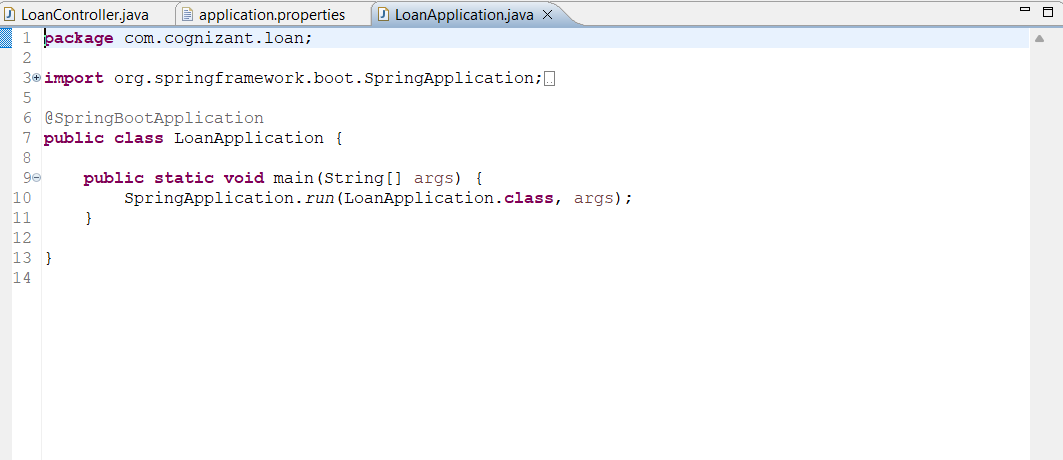 LoanController.java application.properties LoanApplication.java
1 package com.cognizant.loan;
2
3 import org.springframework.boot.SpringApplication;
5
6 @SpringBootApplication
7 public class LoanApplication {
8
9 public static void main(String[] args) {
10 SpringApplication.run(LoanApplication.class, args);
11 }
12
13 }
14